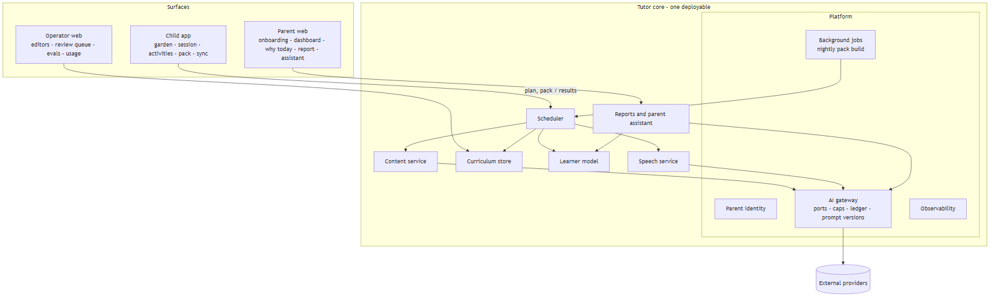 Surfaces
Operator web
editors - review queue -
evals - usage
Child app
garden - session -
activities - pack - sync
Parent web
onboarding - dashboard -
why today - report -
assistant
Tutor core - one deployable
Platform
Background jobs
nightly pack build
plan, pack / results
Scheduler
Reports and parent
assistant
Content service
Curriculum store
Learner model
Speech service
Parent identity
AI gateway
ports - caps - ledger -
prompt versions
Observability
External providers